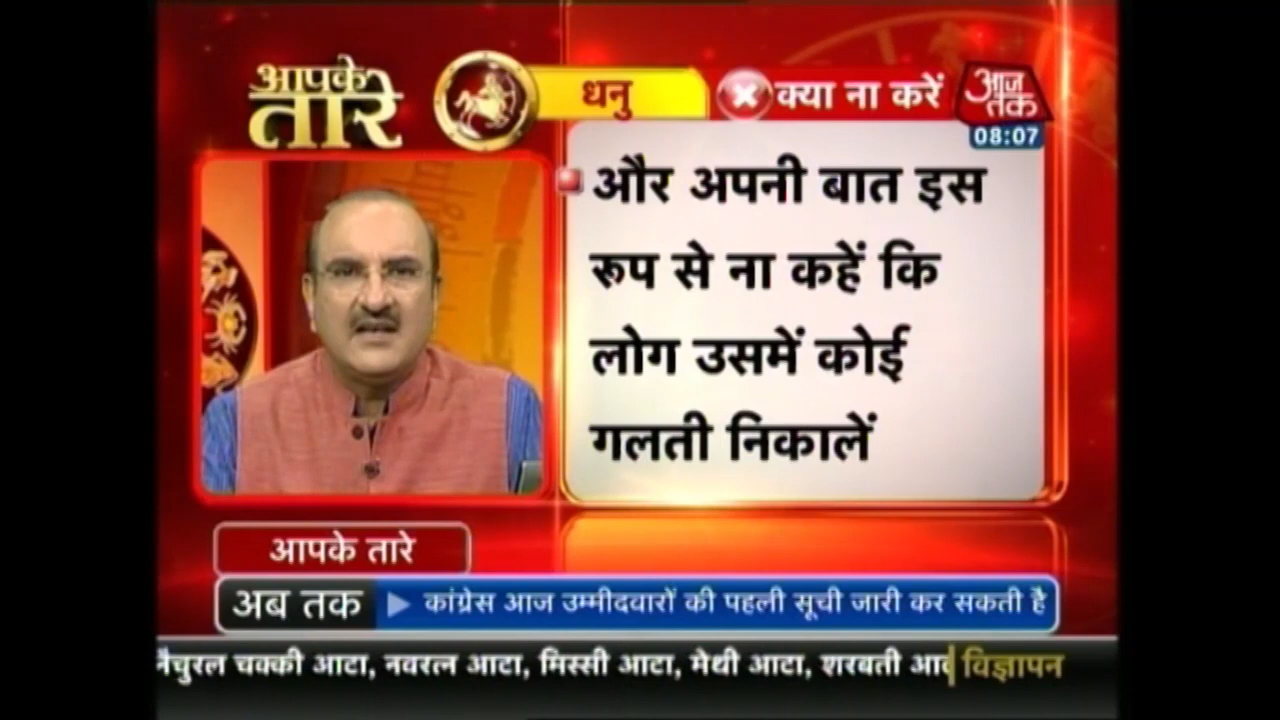 आपके
तारे
धनु
क्या ना करें
आज
तक
08:07
और अपनी बात इस
रूप से ना कहें कि
लोग उसमें कोई
गलती निकालें
आपके तारे
अब तक
कांग्रेस आज उम्मीदवारों की पहली सूची जारी कर सकती है
नैचुरल चक्की आटा, नवरत्न आटा, मिस्सी आटा, मेथी आटा, शरबती
विज्ञापन